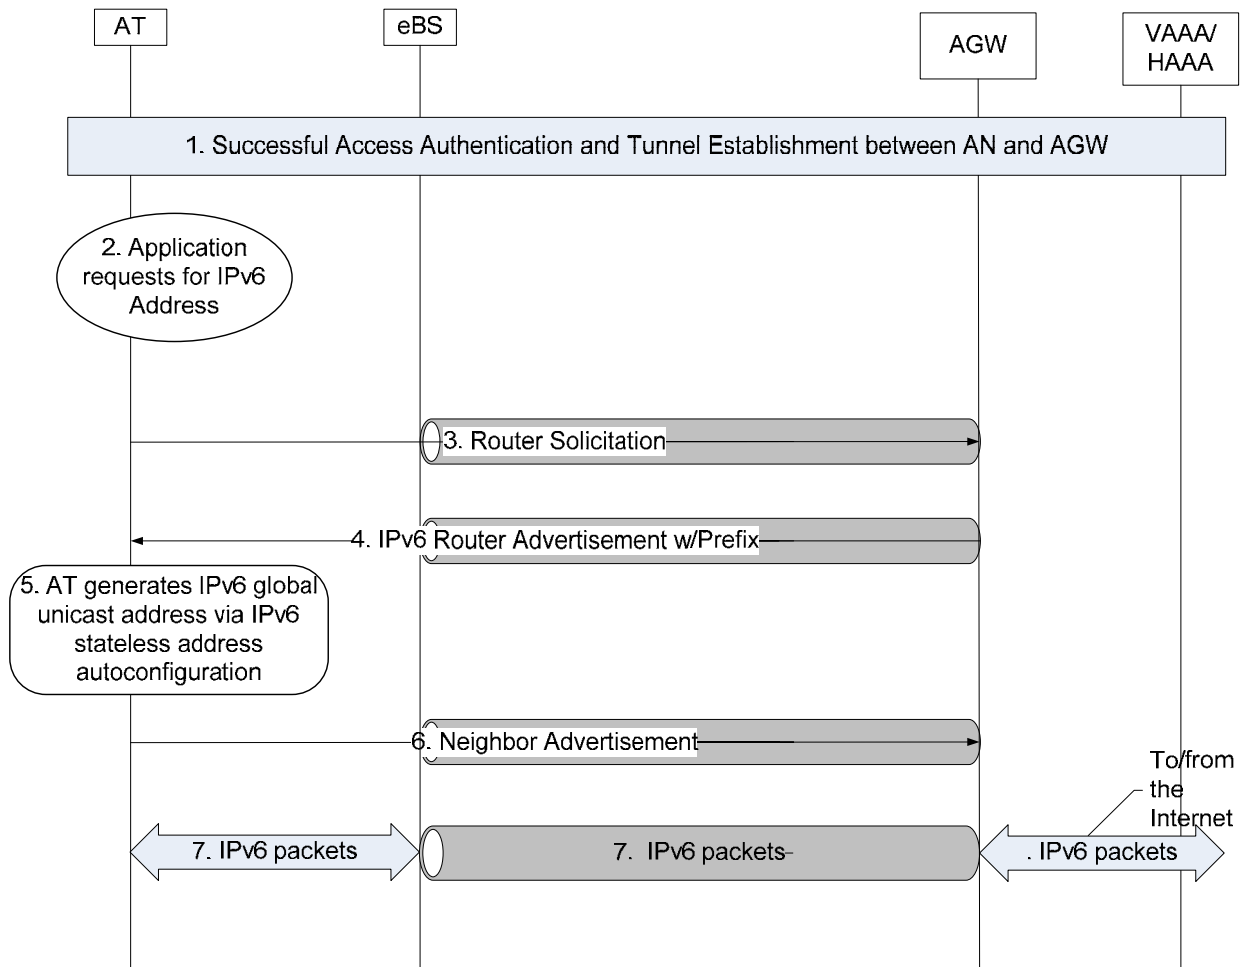 AT
eBS
AGW
VAAA/
HAAA
1. Successful Access Authentication and Tunnel Establishment between AN and AGW
2. Application
requests for IPv6
Address
3. Router Solicitation
4. IPv6 Router Advertisement w/Prefix
5. AT generates IPv6 global
unicast address via IPv6
stateless address
autoconfiguration
6. Neighbor Advertisement
To/from
the
Internet
7. IPv6 packets
7. IPv6 packets
. IPv6 packets